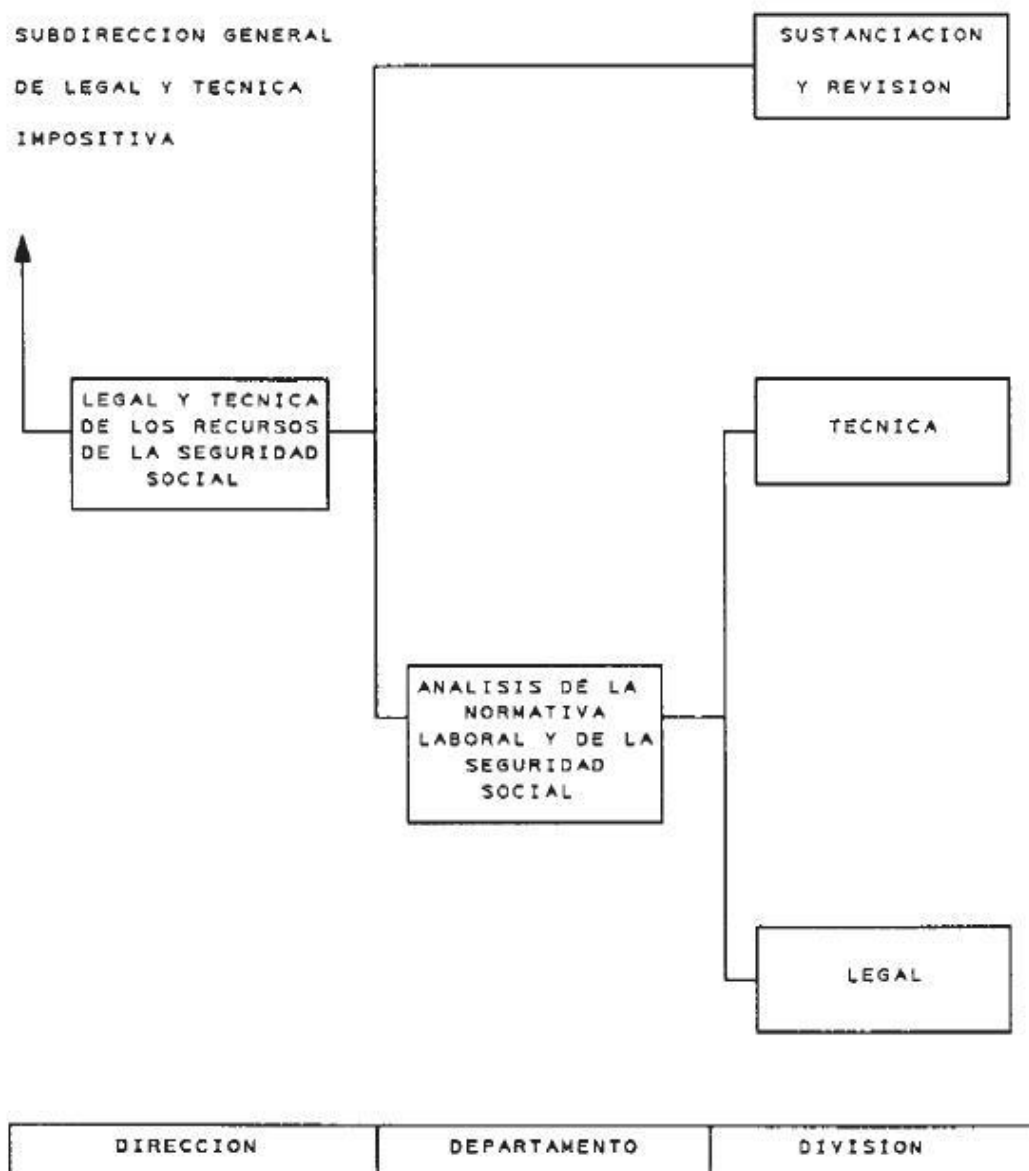 SUBDIRECCION GENERAL
DE LEGAL Y TECNICA
IMPOSITIVA
SUSTANCIACION
Y REVISION
LEGAL Y TECNICA
DE LOS RECURSOS
DE LA SEGURIDAD
SOCIAL
TECNICA
ANALISIS DE LA
NORMATIVA
LABORAL Y DE LA
SEGURIDAD
SOCIAL
LEGAL
DIRECCION
DEPARTAMENTO
DIVISION